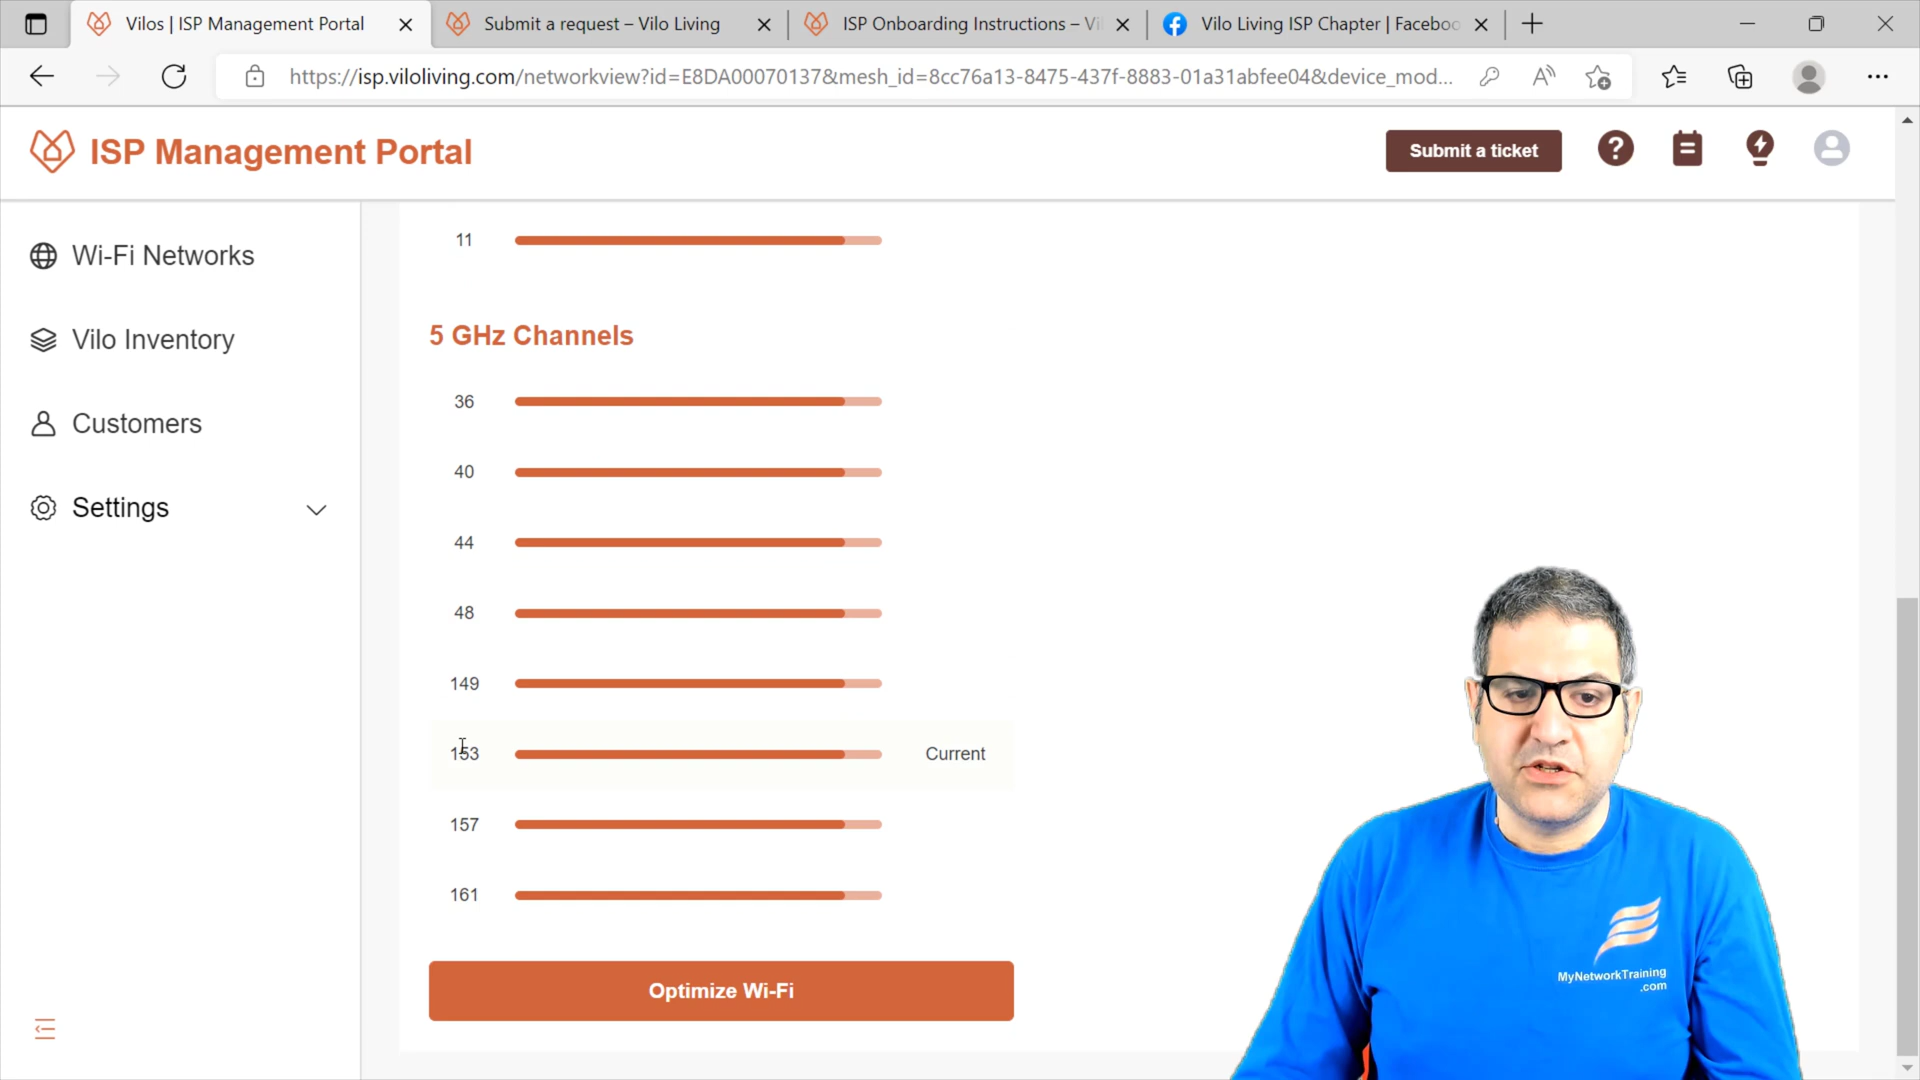 Vilos | ISP Management Portal
Submit a request – Vilo Living
ISP Onboarding Instructions – Vil
Vilo Living ISP Chapter | Faceboo
https://isp.viloliving.com/networkview?id=E8DA00070137&mesh_id=8cc76a13-8475-437f-8883-01a31abfee04&device_mod...
ISP Management Portal
Submit a ticket
Wi-Fi Networks
Vilo Inventory
Customers
Settings
11
5 GHz Channels
36
40
44
48
149
153 Current
157
161
Optimize Wi-Fi
MyNetworkTraining
.com